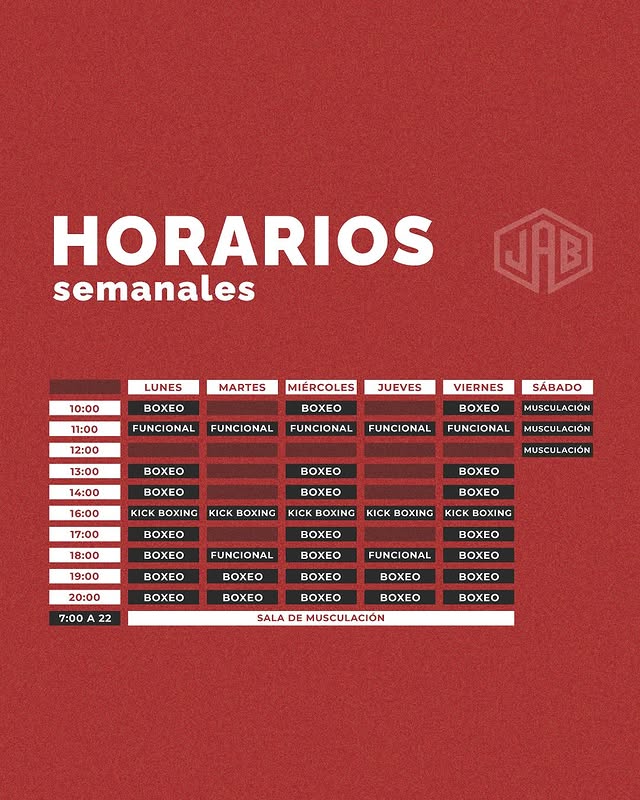 HORARIOS
semanales
JAB
LUNES MARTES MIÉRCOLES JUEVES VIERNES SÁBADO
10:00 BOXEO BOXEO BOXEO MUSCULACIÓN
11:00 FUNCIONAL FUNCIONAL FUNCIONAL FUNCIONAL FUNCIONAL MUSCULACIÓN
12:00 MUSCULACIÓN
13:00 BOXEO BOXEO BOXEO
14:00 BOXEO BOXEO BOXEO
16:00 KICK BOXING KICK BOXING KICK BOXING KICK BOXING KICK BOXING
17:00 BOXEO BOXEO BOXEO
18:00 BOXEO FUNCIONAL BOXEO FUNCIONAL BOXEO
19:00 BOXEO BOXEO BOXEO BOXEO BOXEO
20:00 BOXEO BOXEO BOXEO BOXEO BOXEO
7:00 A 22 SALA DE MUSCULACIÓN